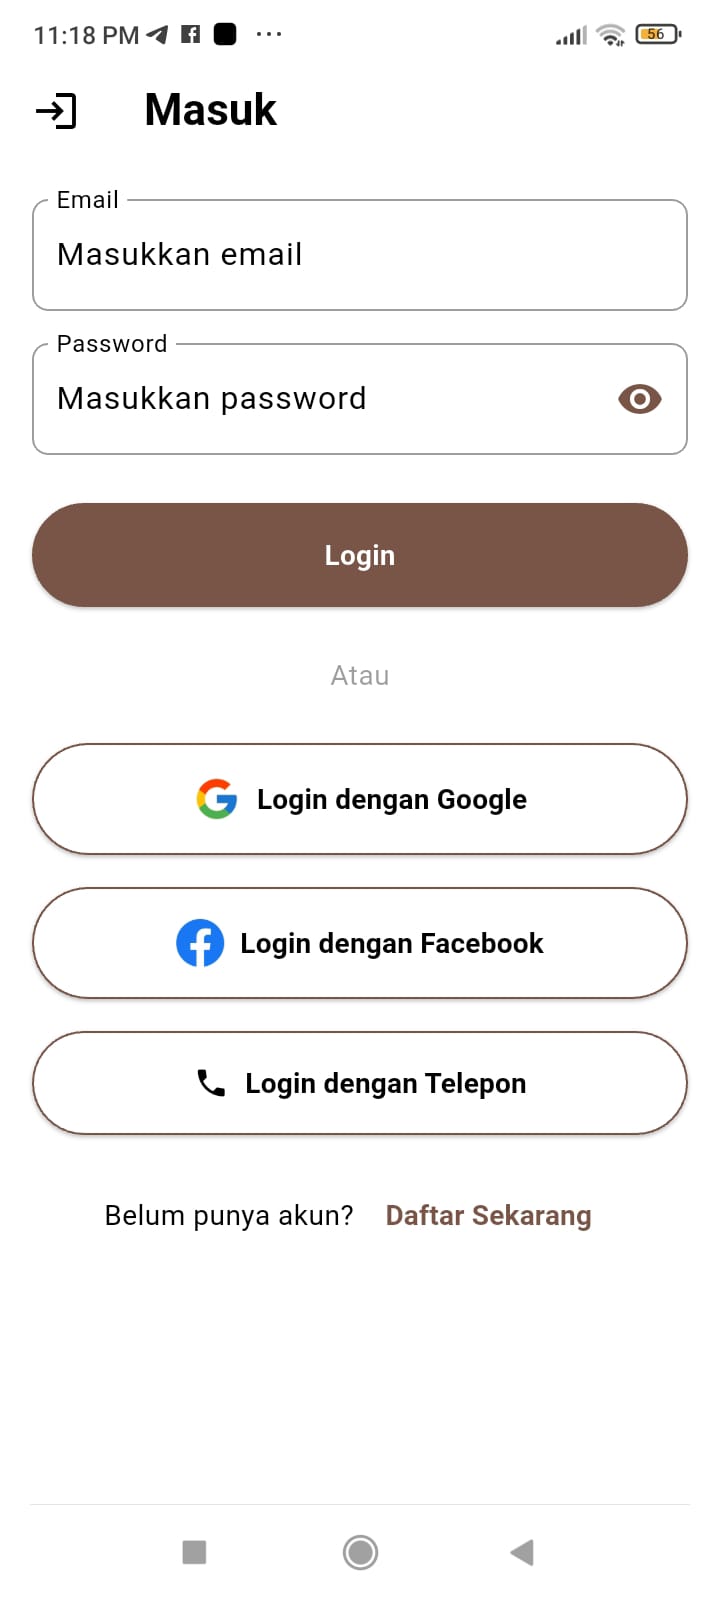 11:18 PM
56
Masuk
Email
Masukkan email
Password
Masukkan password
Login
Atau
Login dengan Google
Login dengan Facebook
Login dengan Telepon
Belum punya akun? Daftar Sekarang